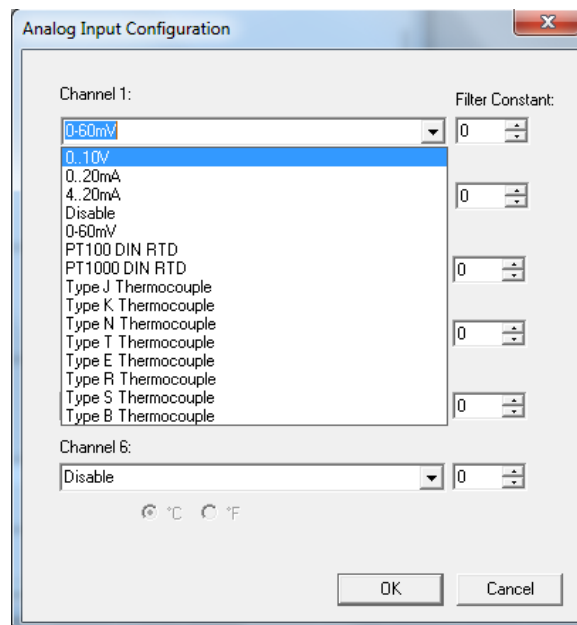 Analog Input Configuration
Channel 1:
Filter Constant:
0-60mV
0
0..10V
0..20mA
4..20mA
Disable
0-60mV
PT100 DIN RTD
PT1000 DIN RTD
Type J Thermocouple
Type K Thermocouple
Type N Thermocouple
Type T Thermocouple
Type E Thermocouple
Type R Thermocouple
Type S Thermocouple
Type B Thermocouple
0
0
0
0
Channel 6:
Disable
0
°C
°F
OK
Cancel